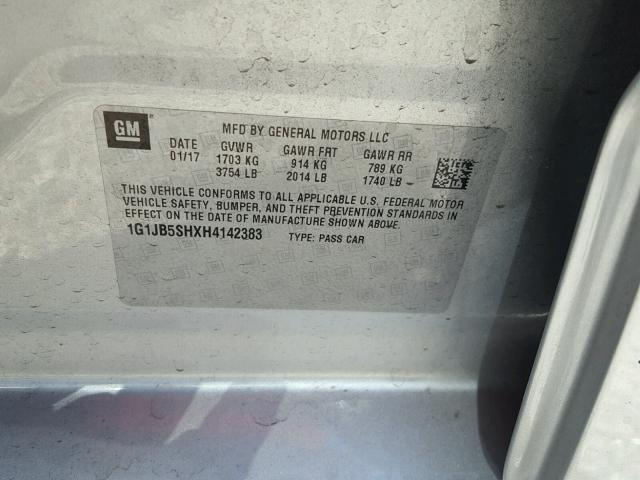 GM
MFD BY GENERAL MOTORS LLC
DATE GVWR GAWR FRT GAWR RR
01/17 1703 KG 914 KG 789 KG
3754 LB 2014 LB 1740 LB
THIS VEHICLE CONFORMS TO ALL APPLICABLE U.S. FEDERAL MOTOR
VEHICLE SAFETY, BUMPER, AND THEFT PREVENTION STANDARDS IN
EFFECT ON THE DATE OF MANUFACTURE SHOWN ABOVE.
1G1JB5SHXH4142383 TYPE: PASS CAR